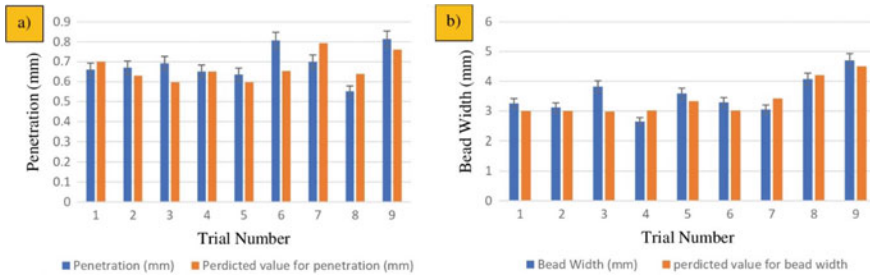 a)
Penetration (mm)
0.9
0.8
0.7
0.6
0.5
0.4
0.3
0.2
0.1
0
1 2 3 4 5 6 7 8 9
Trial Number
Penetration (mm) Perdicted value for penetration (mm)
b)
Bead Width (mm)
6
5
4
3
2
1
0
1 2 3 4 5 6 7 8 9
Trial Number
Bead Width (mm) perdicted value for bead width